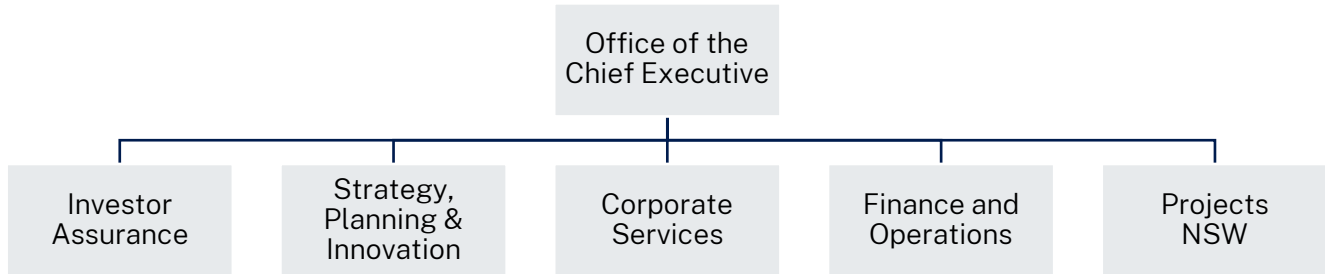 Office of the
Chief Executive
Investor
Assurance
Strategy,
Planning &
Innovation
Corporate
Services
Finance and
Operations
Projects
NSW